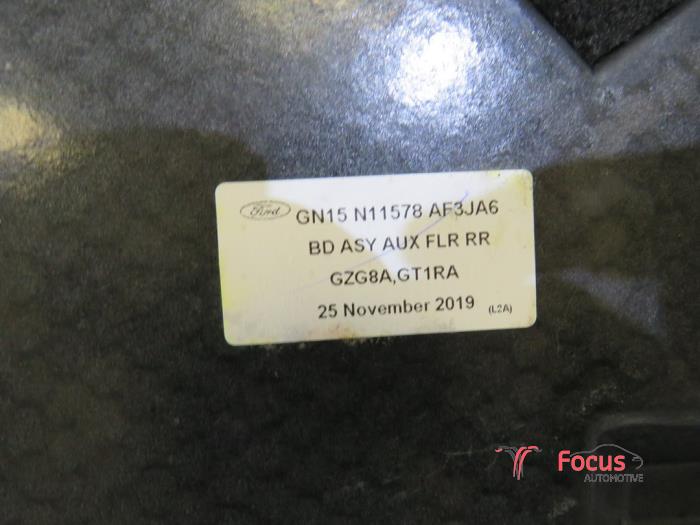 Ford GN15 N11578 AF3JA6
BD ASY AUX FLR RR
GZG8A,GT1RA
25 November 2019 (L2A)
Focus
AUTOMOTIVE